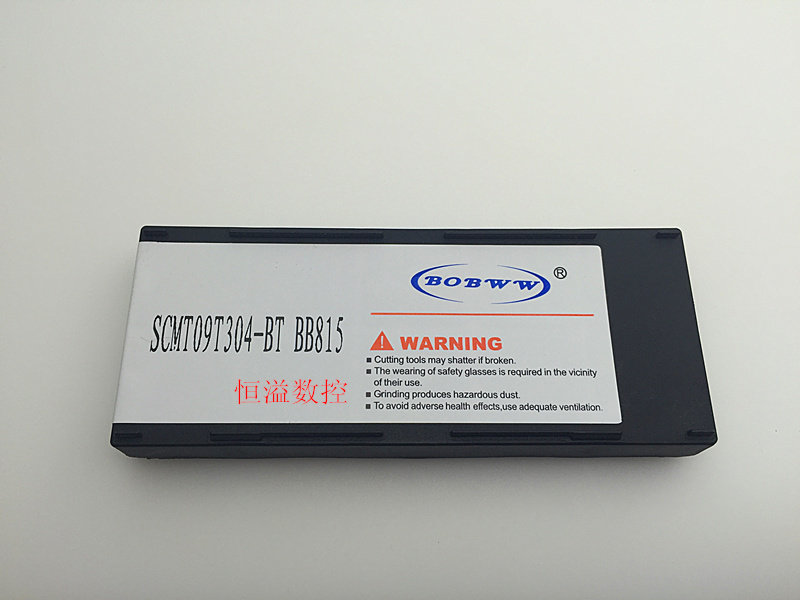 BOBWW®
SCMT09T304-BT BB815
恒溢数控
WARNING
■ Cutting tools may shatter if broken.
■ The wearing of safety glasses is required in the vicinity
of their use.
■ Grinding produces hazardous dust.
■ To avoid adverse health effects,use adequate ventilation.